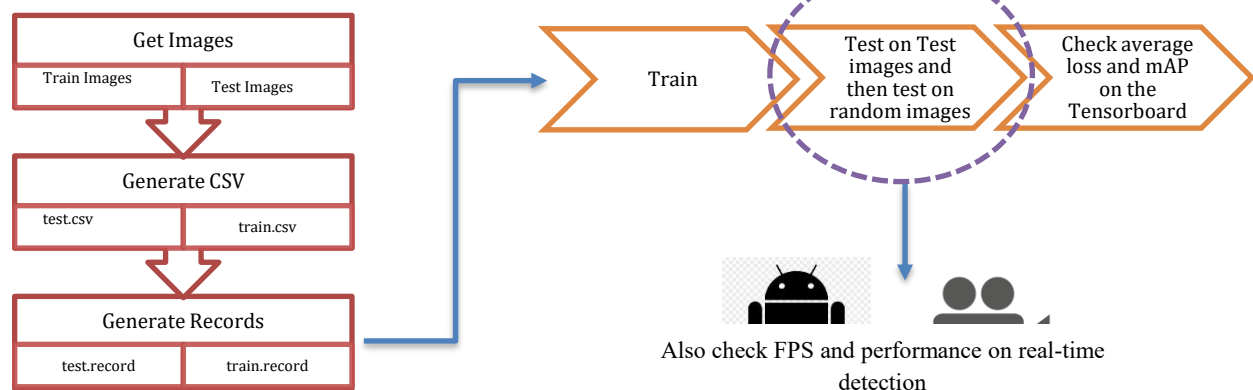 Get Images
Train Images
Test Images
Generate CSV
test.csv
train.csv
Generate Records
test.record
train.record
Train
Test on Test
images and
then test on
random images
Check average
loss and mAP
on the
Tensorboard
Also check FPS and performance on real-time
detection